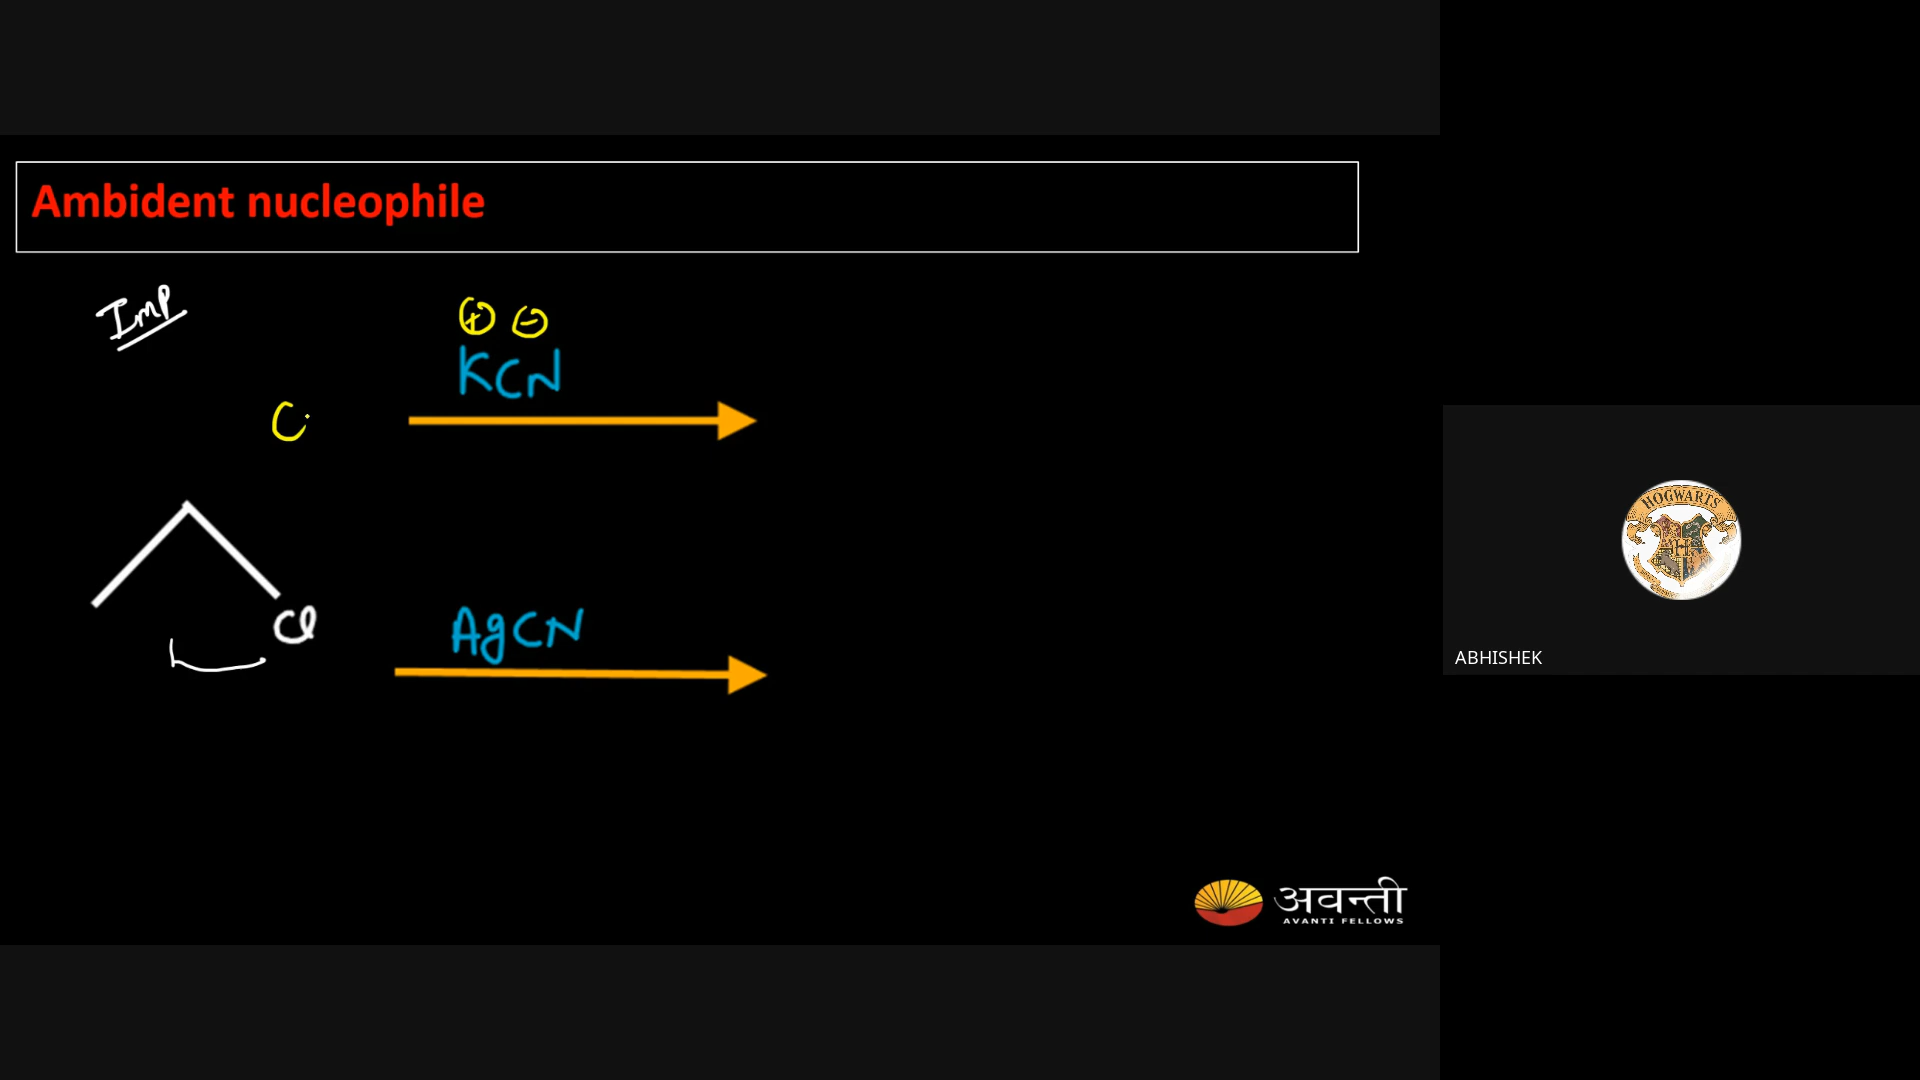 Ambident nucleophile
Imp
⊕ ⊖
KCN
C
Cl
AgCN
HOGWARTS
H
ABHISHEK
अवन्ती
AVANTI FELLOWS